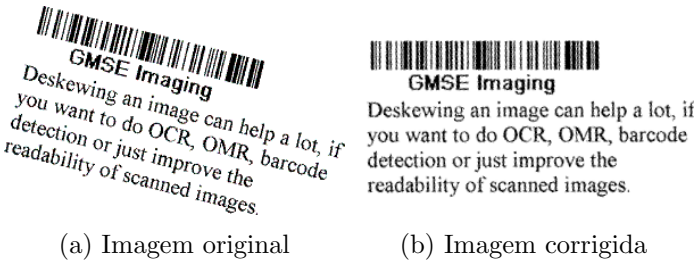 GMSE Imaging
Deskewing an image can help a lot, if
you want to do OCR, OMR, barcode
detection or just improve the
readability of scanned images.
(a) Imagem original
GMSE Imaging
Deskewing an image can help a lot, if
you want to do OCR, OMR, barcode
detection or just improve the
readability of scanned images.
(b) Imagem corrigida